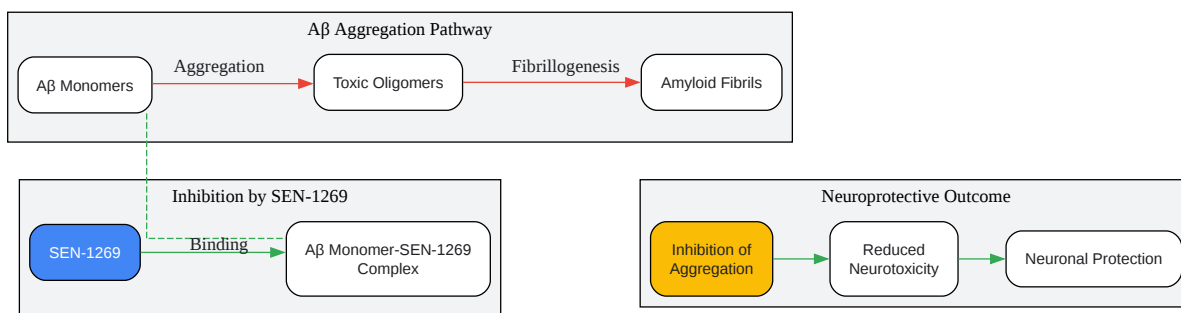 Aβ Aggregation Pathway
Aβ Monomers
Aggregation
Toxic Oligomers
Fibrillogenesis
Amyloid Fibrils
Inhibition by SEN-1269
SEN-1269
Binding
Aβ Monomer-SEN-1269
Complex
Neuroprotective Outcome
Inhibition of
Aggregation
Reduced
Neurotoxicity
Neuronal Protection